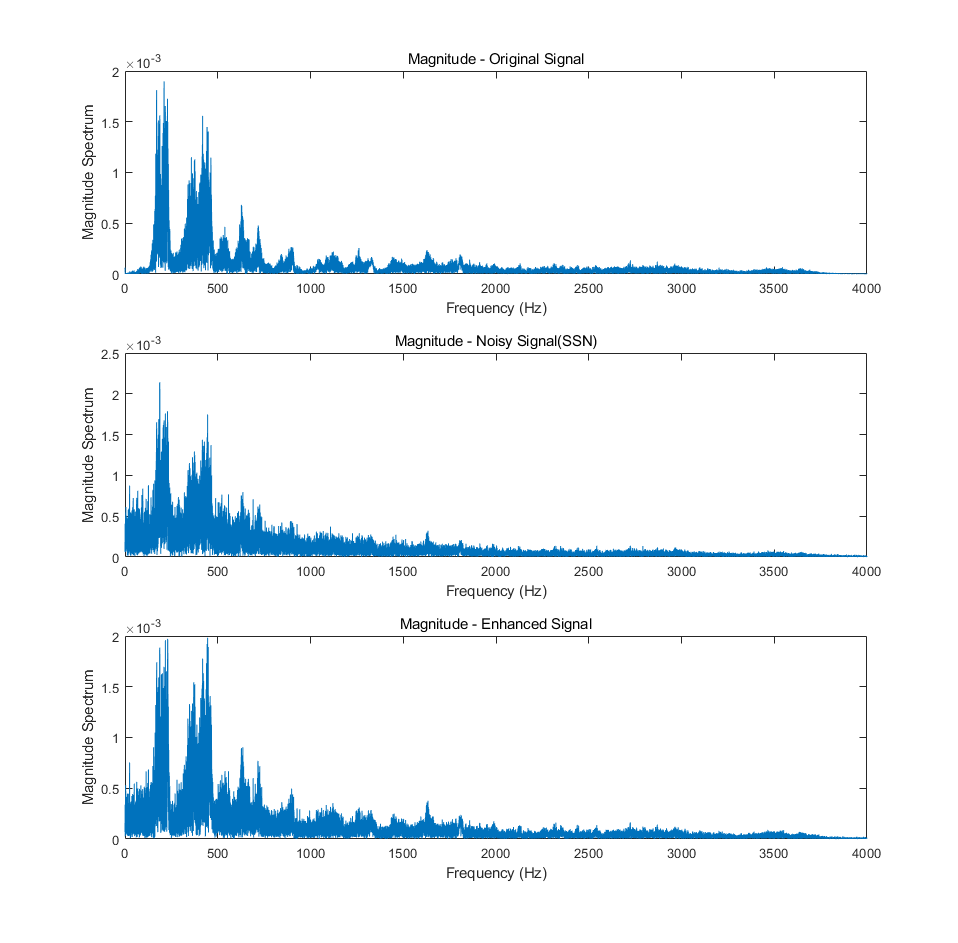 Magnitude - Original Signal
×10-3
2
1.5
1
0.5
0
Magnitude Spectrum
0 500 1000 1500 2000 2500 3000 3500 4000
Frequency (Hz)
Magnitude - Noisy Signal(SSN)
×10-3
2.5
2
1.5
1
0.5
0
Magnitude Spectrum
0 500 1000 1500 2000 2500 3000 3500 4000
Frequency (Hz)
Magnitude - Enhanced Signal
×10-3
2
1.5
1
0.5
0
Magnitude Spectrum
0 500 1000 1500 2000 2500 3000 3500 4000
Frequency (Hz)